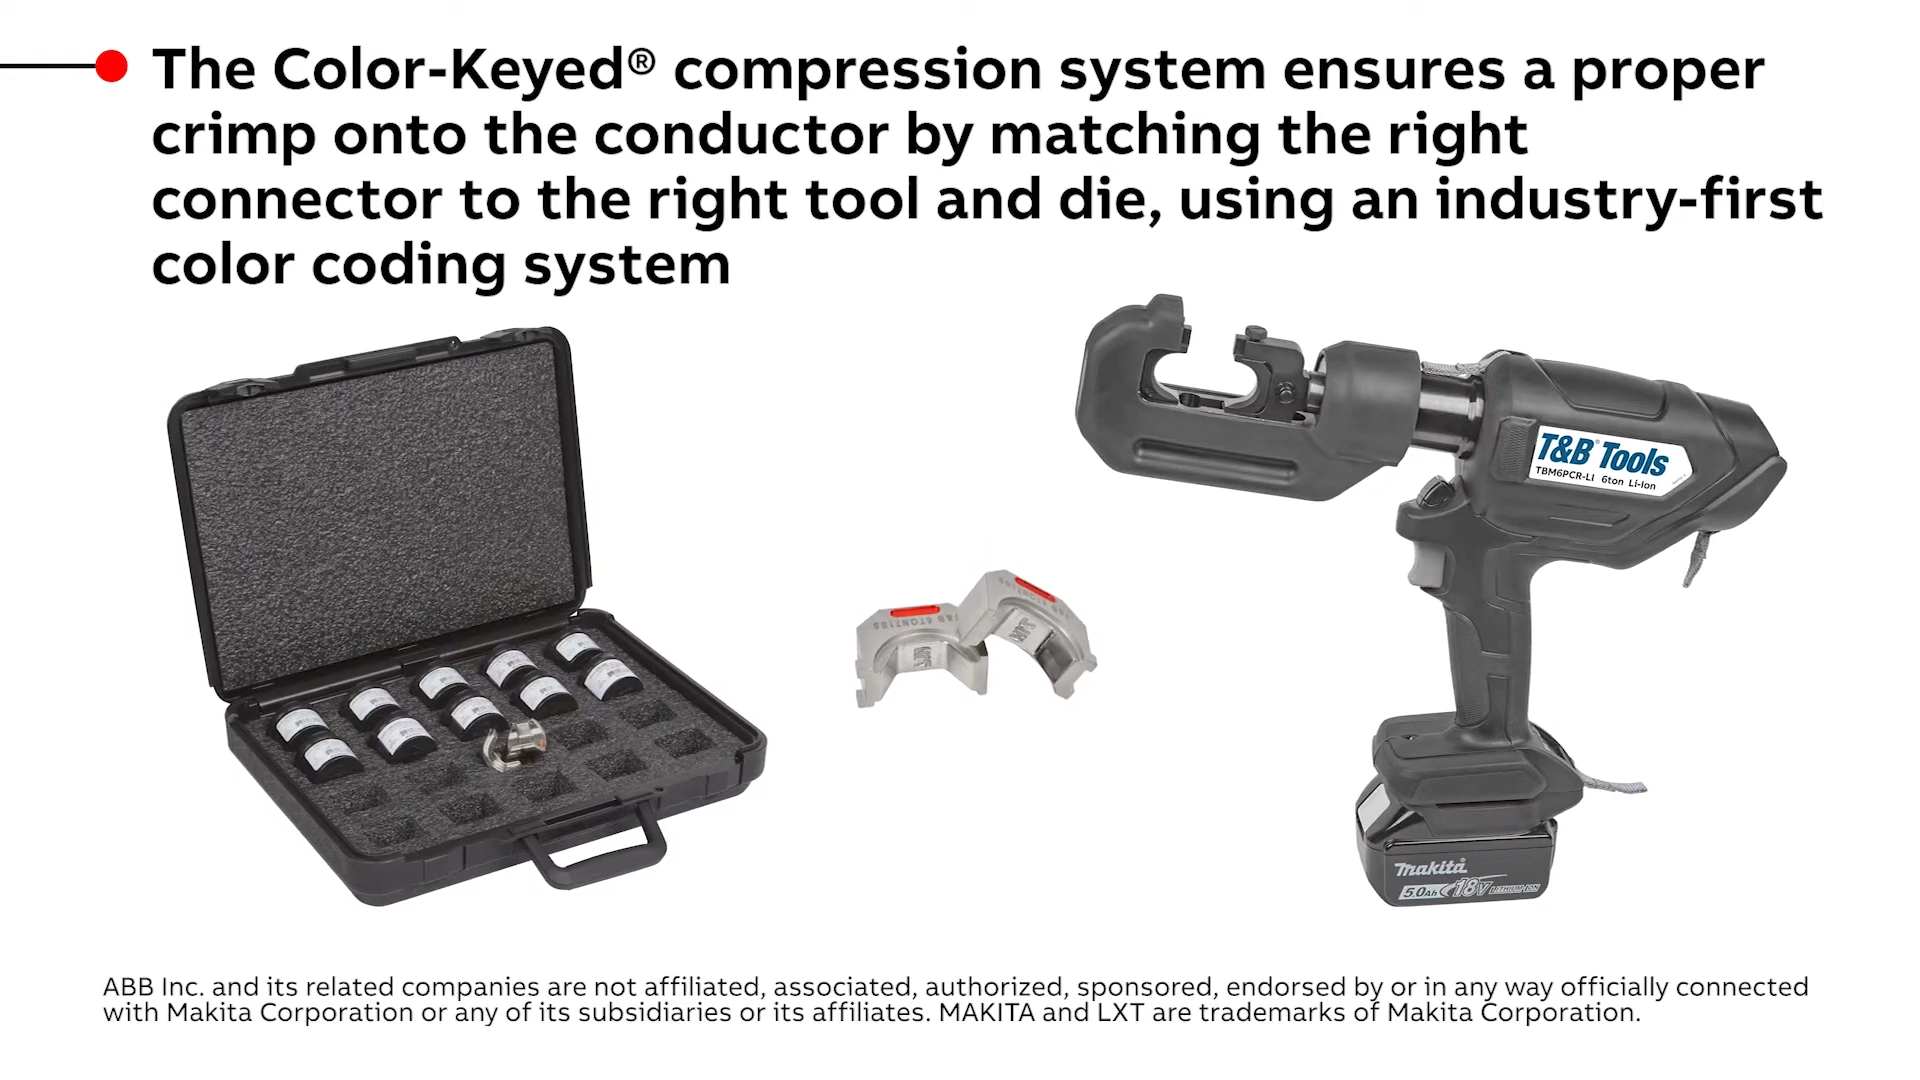 The Color-Keyed® compression system ensures a proper
crimp onto the conductor by matching the right
connector to the right tool and die, using an industry-first
color coding system
T&B® Tools
TBM6PCR-LI 6ton Li-Ion
Makita
5.0Ah 18V LITHIUM-ION
ABB Inc. and its related companies are not affiliated, associated, authorized, sponsored, endorsed by or in any way officially connected
with Makita Corporation or any of its subsidiaries or its affiliates. MAKITA and LXT are trademarks of Makita Corporation.